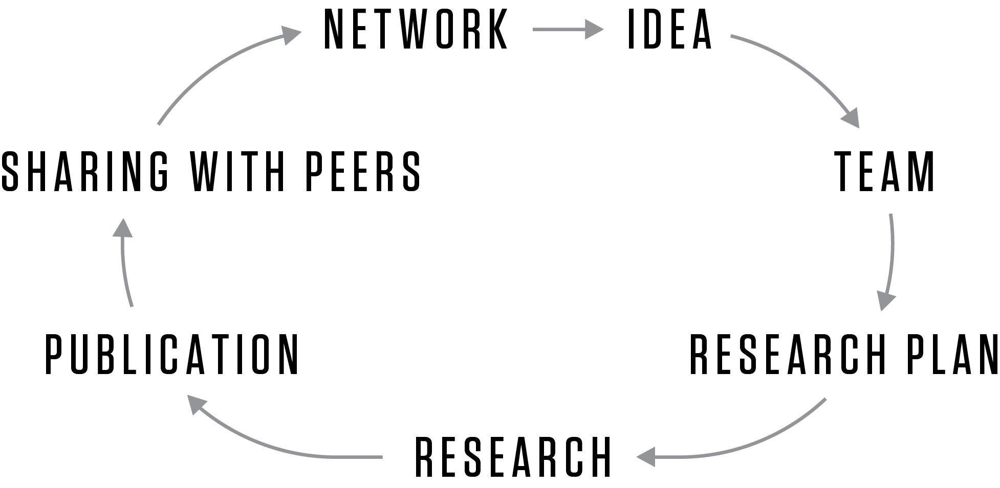 NETWORK
IDEA
TEAM
RESEARCH PLAN
RESEARCH
PUBLICATION
SHARING WITH PEERS